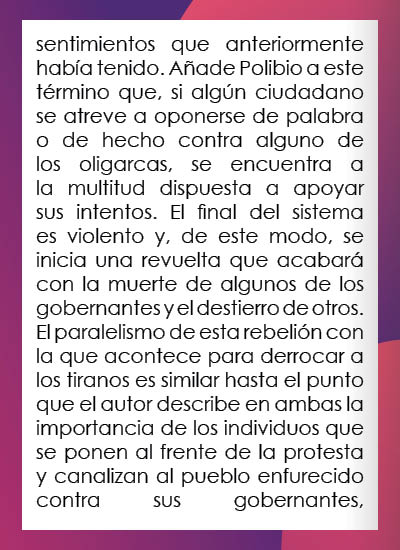 sentimientos que anteriormente
había tenido. Añade Polibio a este
término que, si algún ciudadano
se atreve a oponerse de palabra
o de hecho contra alguno de
los oligarcas, se encuentra a
la multitud dispuesta a apoyar
sus intentos. El final del sistema
es violento y, de este modo, se
inicia una revuelta que acabará
con la muerte de algunos de los
gobernantes y el destierro de otros.
El paralelismo de esta rebelión con
la que acontece para derrocar a
los tiranos es similar hasta el punto
que el autor describe en ambas la
importancia de los individuos que
se ponen al frente de la protesta
y canalizan al pueblo enfurecido
contra sus gobernantes,